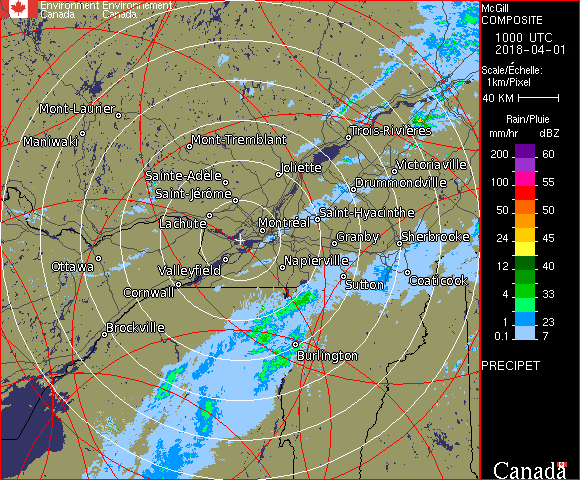 Environment Environnement
Canada Canada
McGill
COMPOSITE
1000 UTC
2018-04-01
Scale/Échelle:
1km/Pixel
40 KM
Rain/Pluie
mm/hr dBZ
200 60
100 55
50 50
24 45
12 40
4 33
1 23
0.1 7
PRECIPET
Canada
Mont-Laurier
Maniwaki
Mont-Tremblant
Trois-Rivières
Sainte-Adèle
Joliette
Victoriaville
Saint-Jérôme
Drummondville
Lachute
Montréal
Saint-Hyacinthe
Granby
Sherbrooke
Ottawa
Valleyfield
Napierville
Cornwall
Sutton
Coaticook
Brockville
Burlington